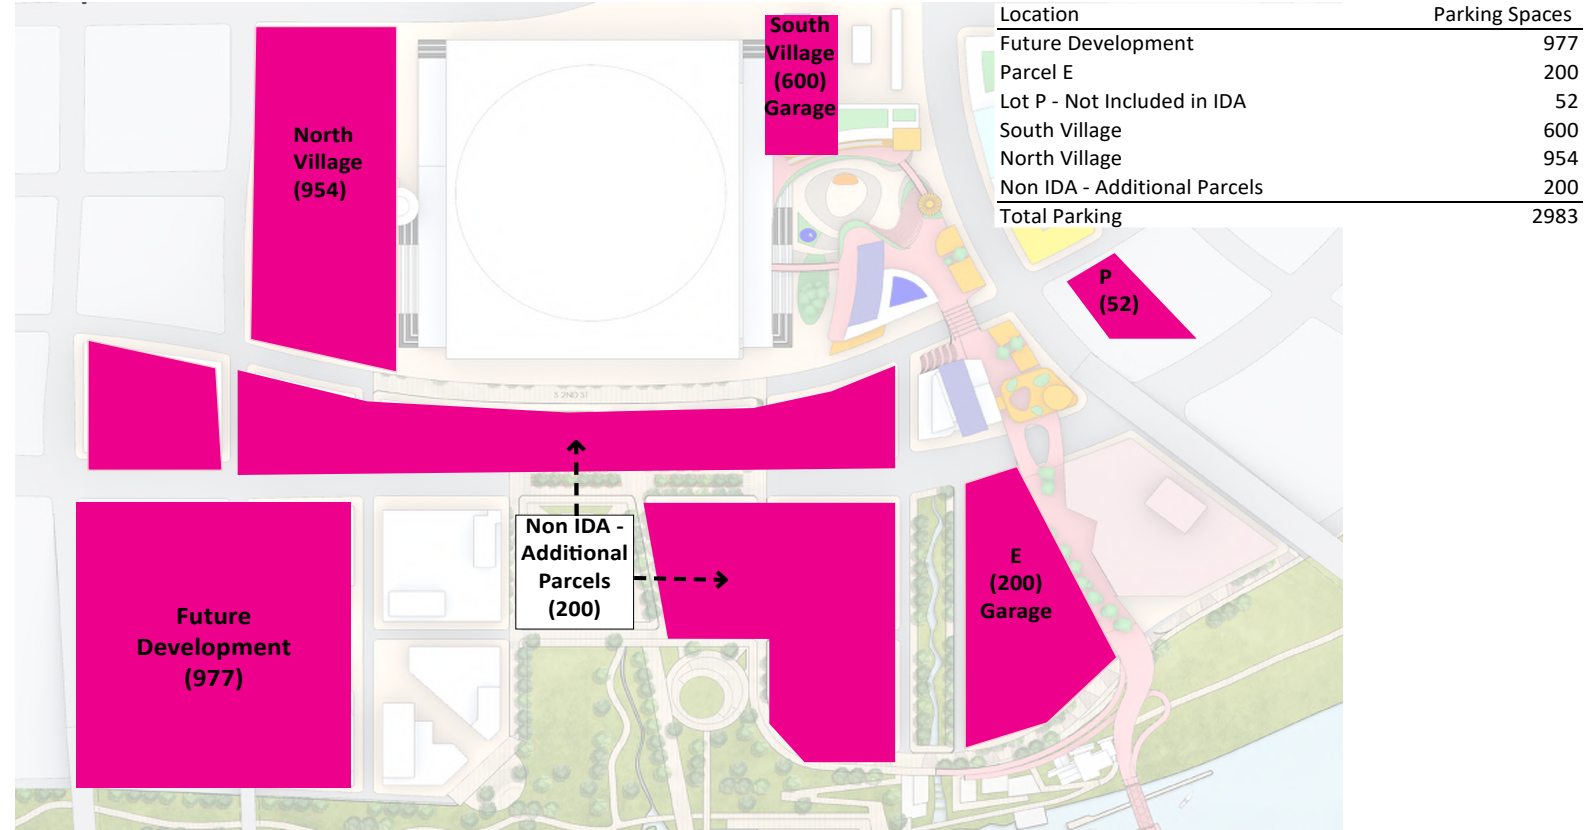 Location Parking Spaces
Future Development 977
Parcel E 200
Lot P - Not Included in IDA 52
South Village 600
North Village 954
Non IDA - Additional Parcels 200
Total Parking 2983
South
Village
(600)
Garage
North
Village
(954)
P
(52)
S 2ND ST
Non IDA -
Additional
Parcels
(200)
E
(200)
Garage
Future
Development
(977)